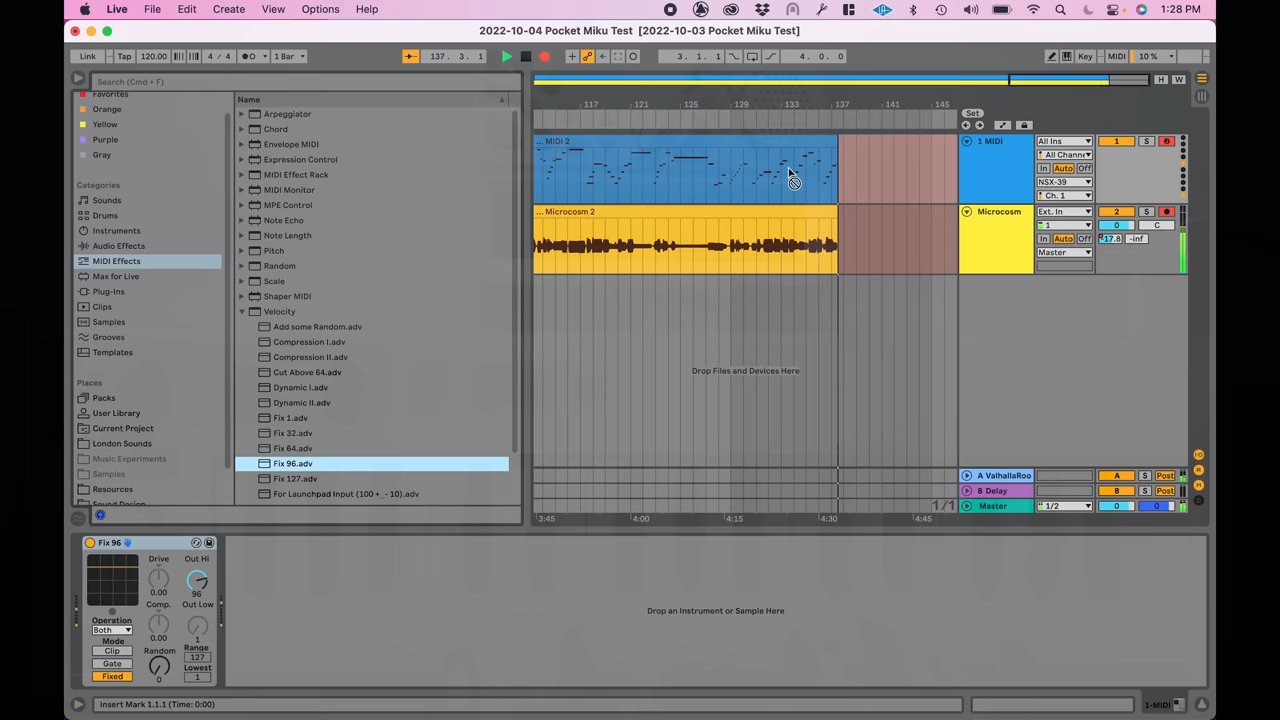 Live File Edit Create View Options Help 1:28 PM
2022-10-04 Pocket Miku Test [2022-10-03 Pocket Miku Test]
Link Tap 120.00 4 / 4 1 Bar 137. 3. 1 3. 1. 1 4. 0. 0 Key MIDI 10 %
Search (Cmd + F)
H W
Favorites
Orange
Yellow
Purple
Gray
Categories
Sounds
Drums
Instruments
Audio Effects
MIDI Effects
Max for Live
Plug-Ins
Clips
Samples
Grooves
Templates
Places
Packs
User Library
Current Project
London Sounds
Music Experiments
Samples
Resources
Sound Design
Name
Arpeggiator
Chord
Envelope MIDI
Expression Control
MIDI Effect Rack
MIDI Monitor
MPE Control
Note Echo
Note Length
Pitch
Random
Scale
Shaper MIDI
Velocity
Add some Random.adv
Compression I.adv
Compression II.adv
Cut Above 64.adv
Dynamic I.adv
Dynamic II.adv
Fix 1.adv
Fix 32.adv
Fix 64.adv
Fix 96.adv
Fix 127.adv
For Launchpad Input (100 +_- 10).adv
117 121 125 129 133 137 141 145
Set
... MIDI 2
1 MIDI All Ins 1 S
All Channe
In Auto Off
NSX-39
Ch. 1
... Microcosm 2
Microcosm Ext. In 2 S
1 0 C
In Auto Off -17.8 -inf
Master
Drop Files and Devices Here
A ValhallaRoo A S Post
B Delay B S Post
1/1 Master 1/2 0 0
3:45 4:00 4:15 4:30 4:45
Fix 96
Drive Out Hi
0.00 96
Comp. Out Low
0.00 1
Operation
Both
Mode
Clip
Gate
Fixed
Random
0
Range
127
Lowest
1
Drop an Instrument or Sample Here
Insert Mark 1.1.1 (Time: 0:00)
1-MIDI